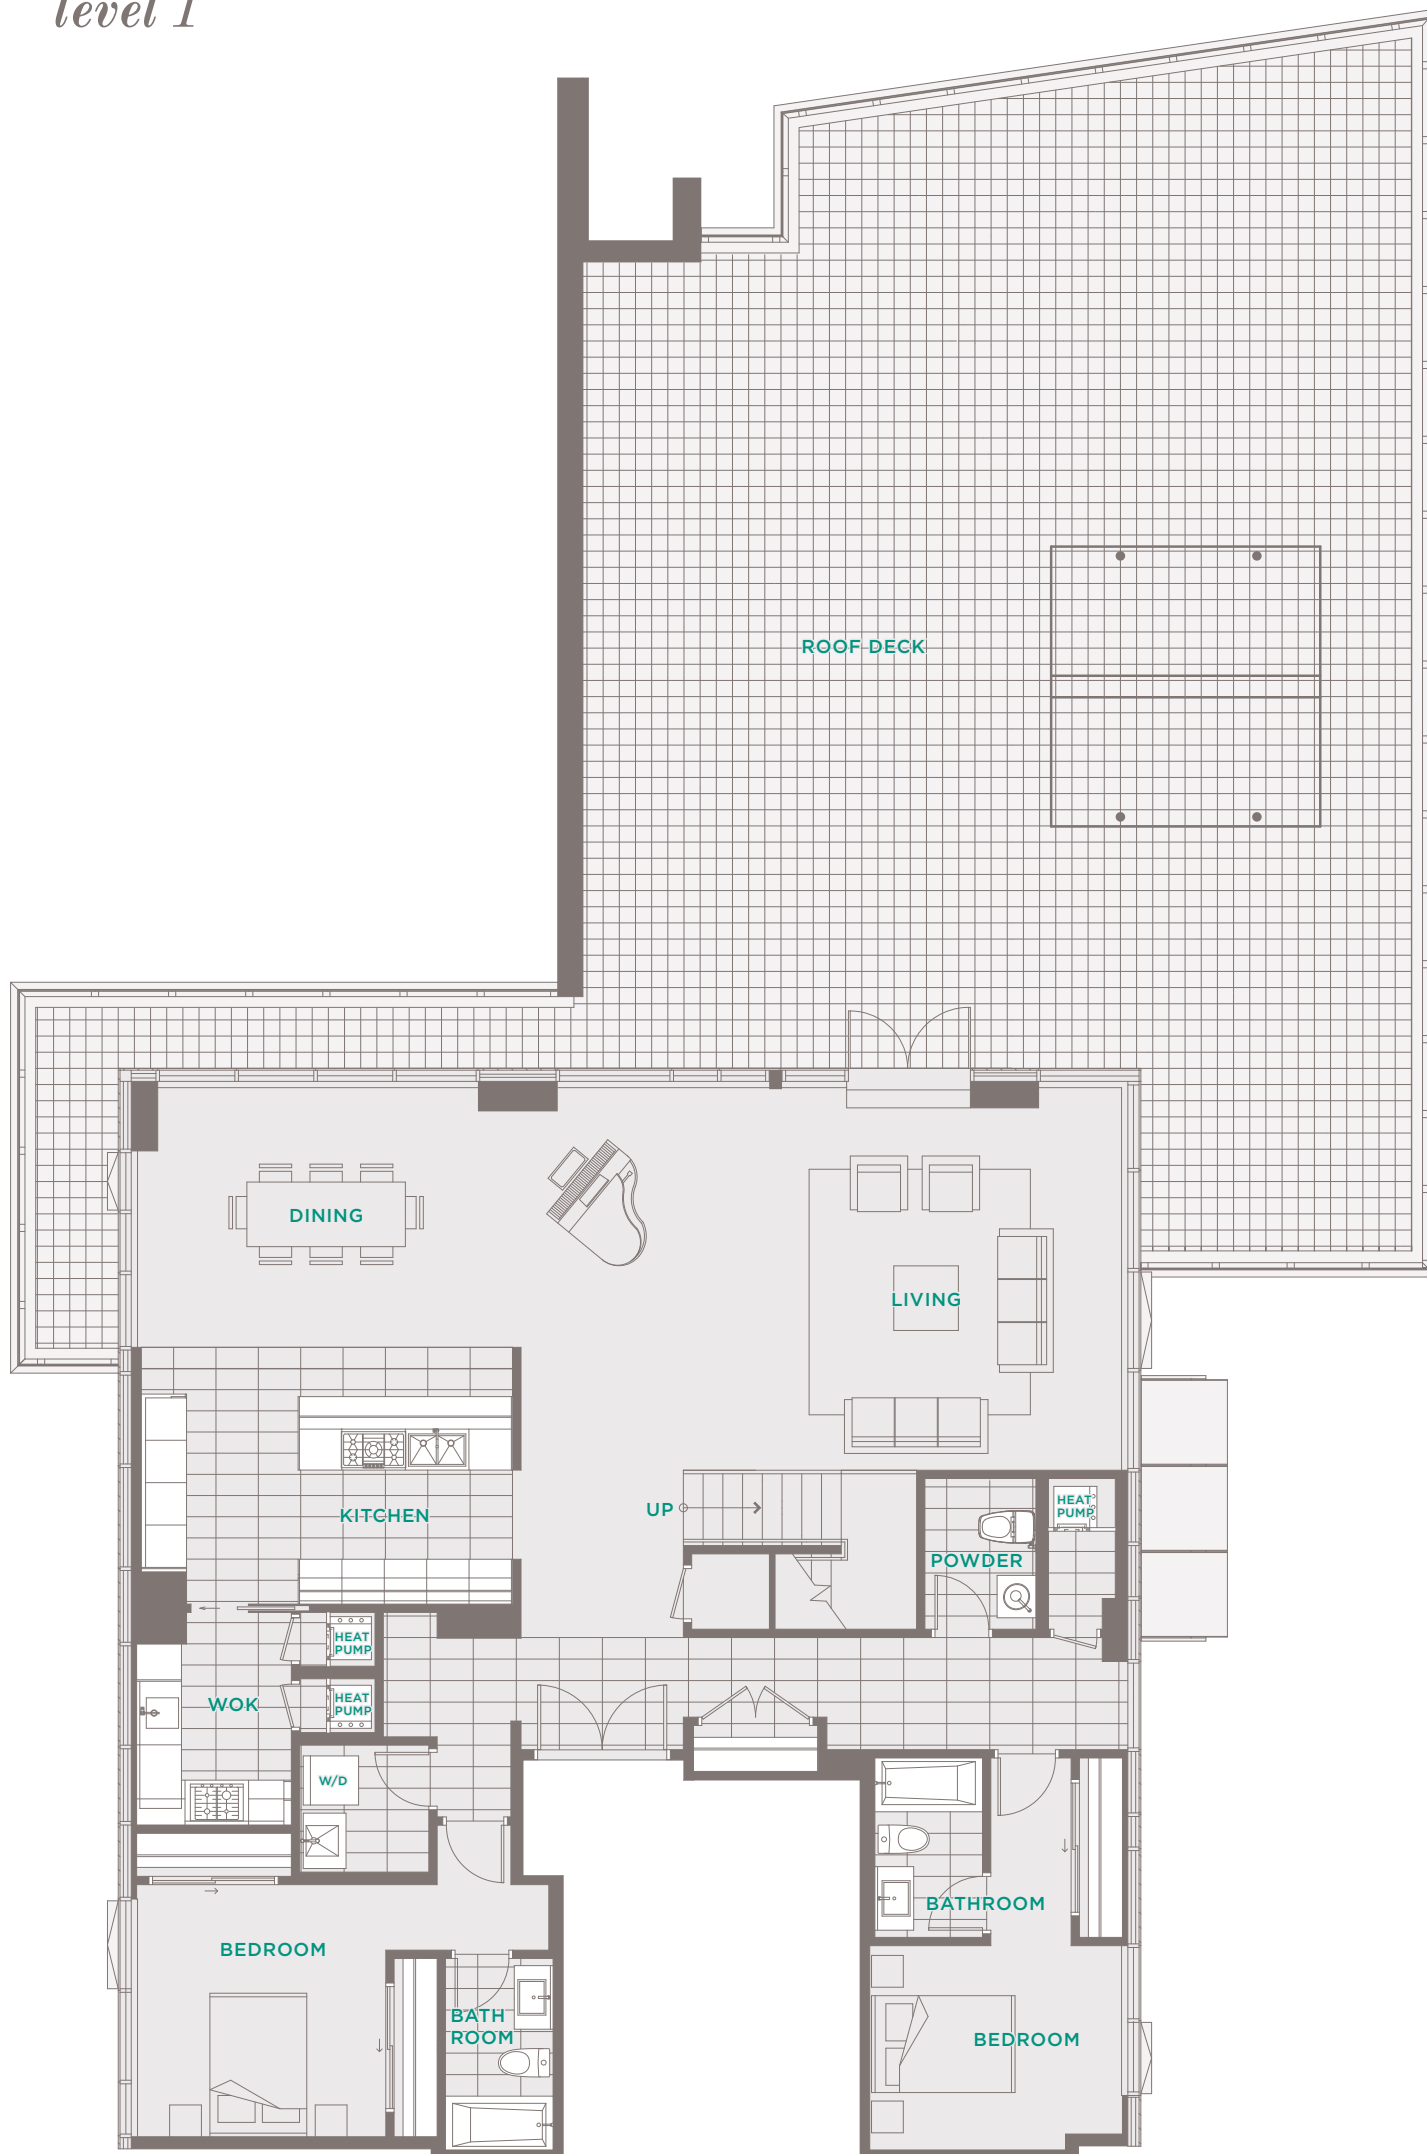 level 1
ROOF DECK
DINING
LIVING
KITCHEN
UP
HEAT
PUMP
POWDER
HEAT
PUMP
WOK
HEAT
PUMP
W/D
BATHROOM
BEDROOM
BATH
ROOM
BEDROOM